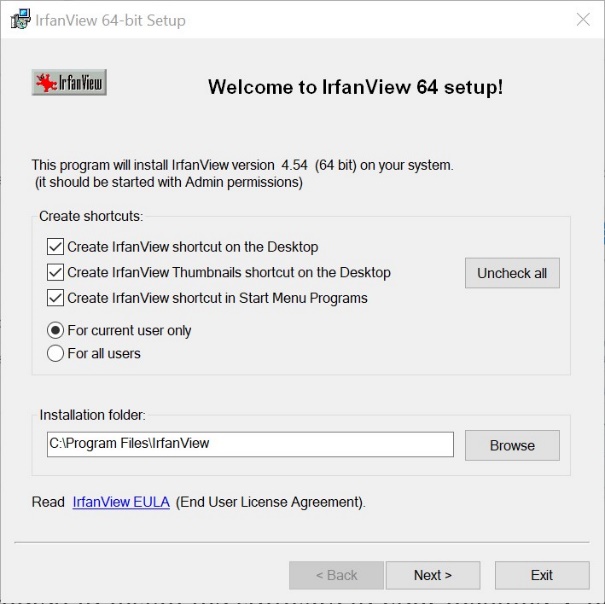 IrfanView 64-bit Setup
IrfanView
Welcome to IrfanView 64 setup!
This program will install IrfanView version 4.54 (64 bit) on your system.
(it should be started with Admin permissions)
Create shortcuts:
Create IrfanView shortcut on the Desktop
Create IrfanView Thumbnails shortcut on the Desktop
Uncheck all
Create IrfanView shortcut in Start Menu Programs
For current user only
For all users
Installation folder:
C:\Program Files\IrfanView
Browse
Read IrfanView EULA (End User License Agreement).
< Back
Next >
Exit